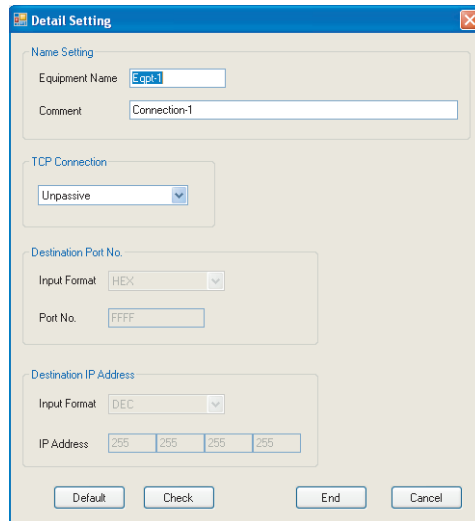 Detail Setting
Name Setting
Equipment Name Eqpt-1
Comment Connection-1
TCP Connection
Unpassive
Destination Port No.
Input Format HEX
Port No. FFFF
Destination IP Address
Input Format DEC
IP Address 255 255 255 255
Default Check End Cancel